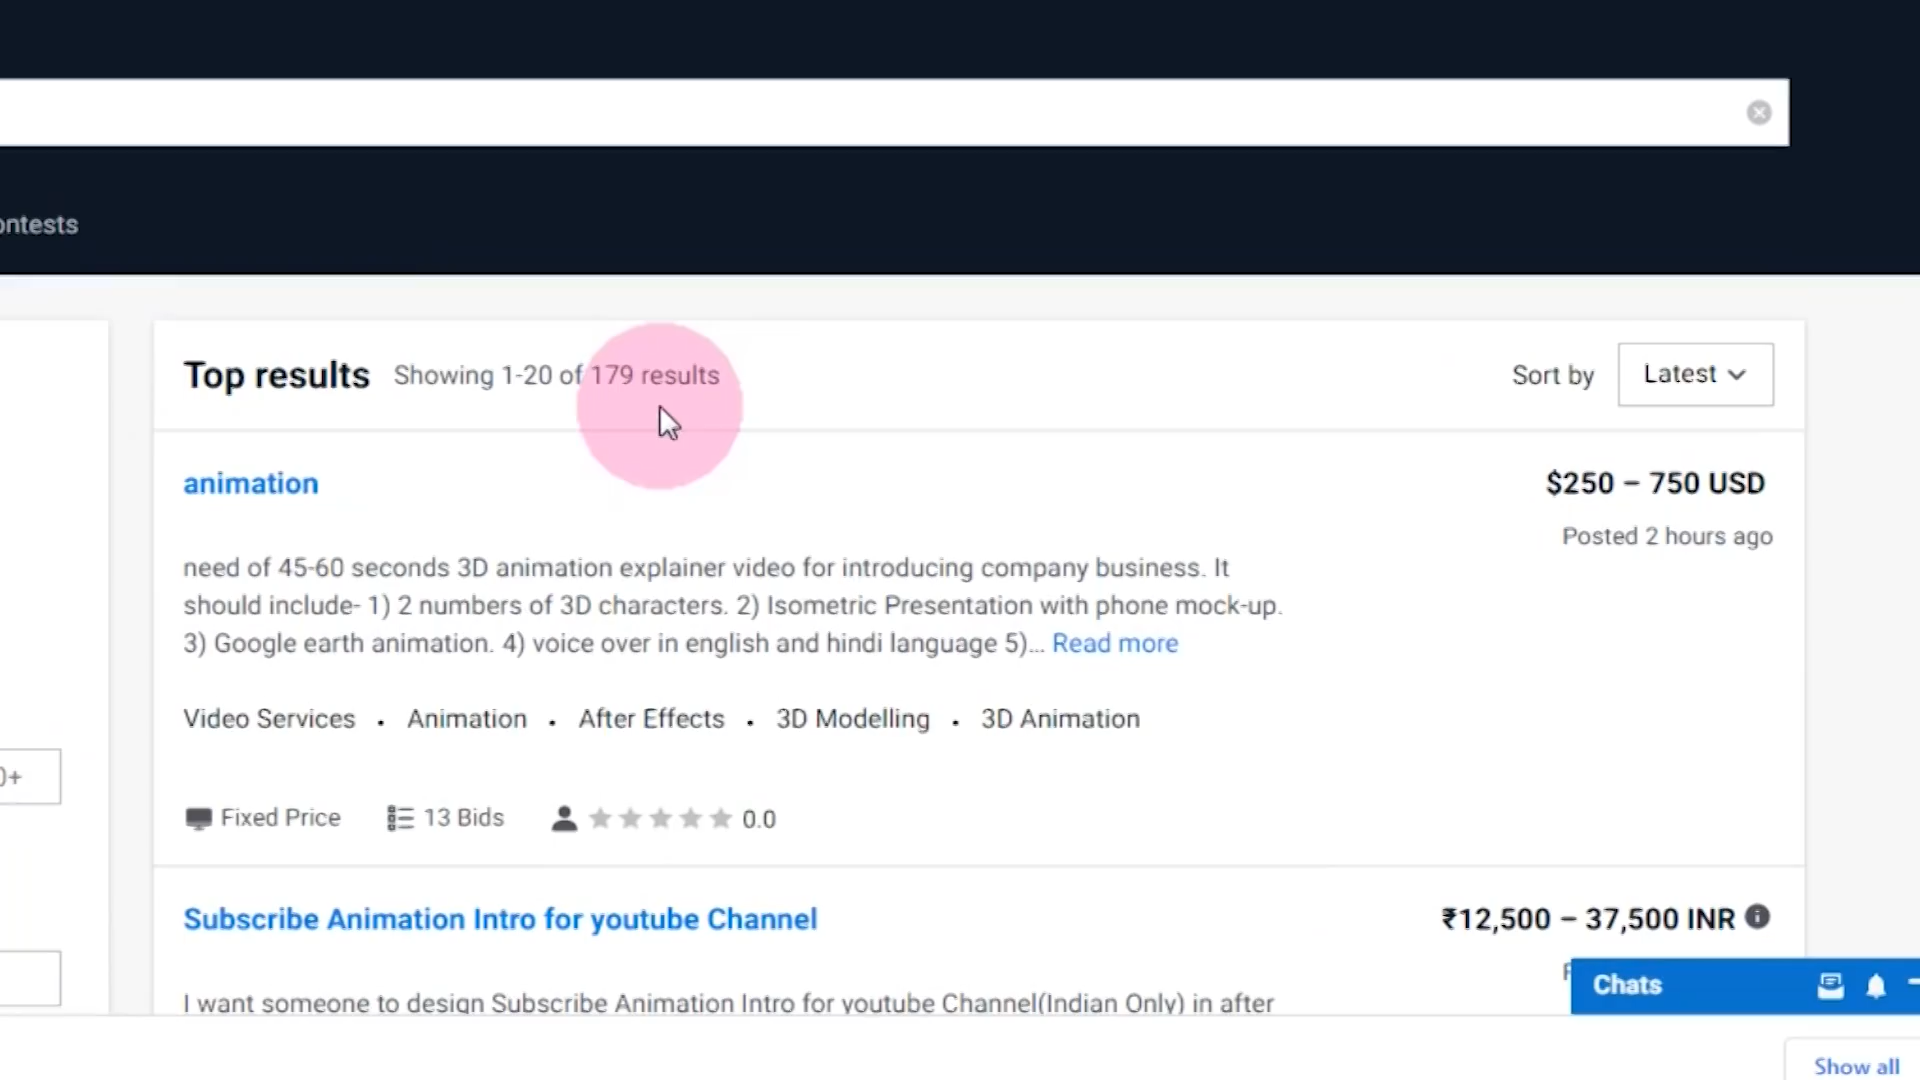 ontests
Top results Showing 1-20 of 179 results
Sort by Latest
animation
$250 – 750 USD
Posted 2 hours ago
need of 45-60 seconds 3D animation explainer video for introducing company business. It
should include- 1) 2 numbers of 3D characters. 2) Isometric Presentation with phone mock-up.
3) Google earth animation. 4) voice over in english and hindi language 5)... Read more
Video Services • Animation • After Effects • 3D Modelling • 3D Animation
0+
Fixed Price 13 Bids 0.0
Subscribe Animation Intro for youtube Channel
₹12,500 – 37,500 INR
I want someone to design Subscribe Animation Intro for youtube Channel(Indian Only) in after
Chats
Show all